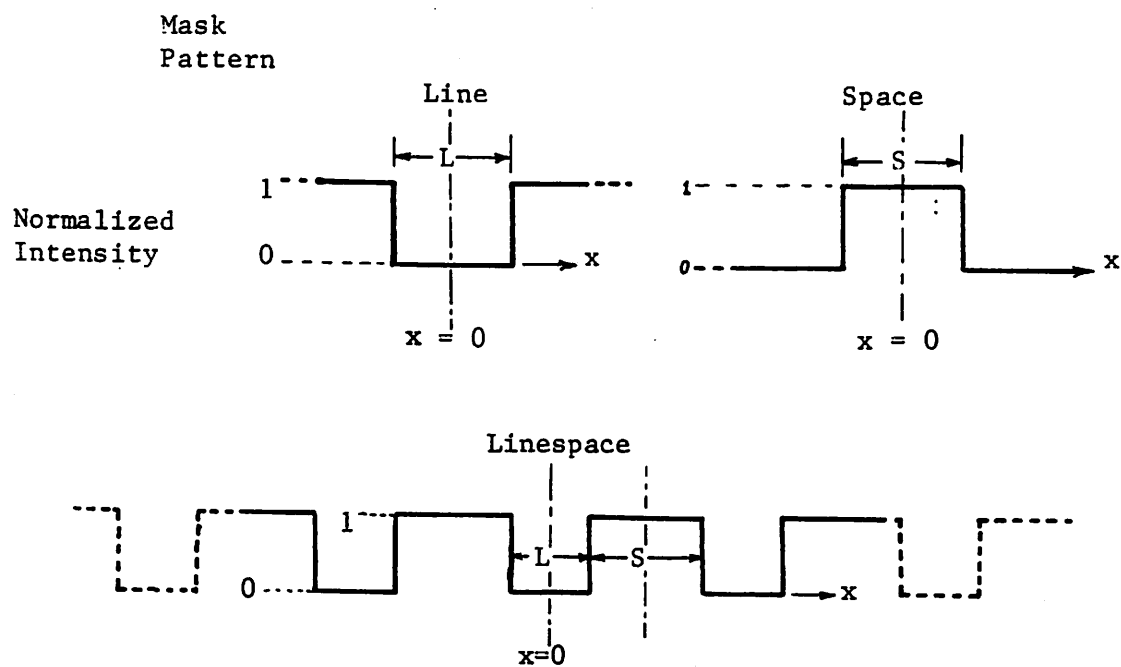 Mask
Pattern
Line
Space
L
S
1
1
Normalized
Intensity
0
x
0
x
x = 0
x = 0
Linespace
1
L
S
0
x
x=0